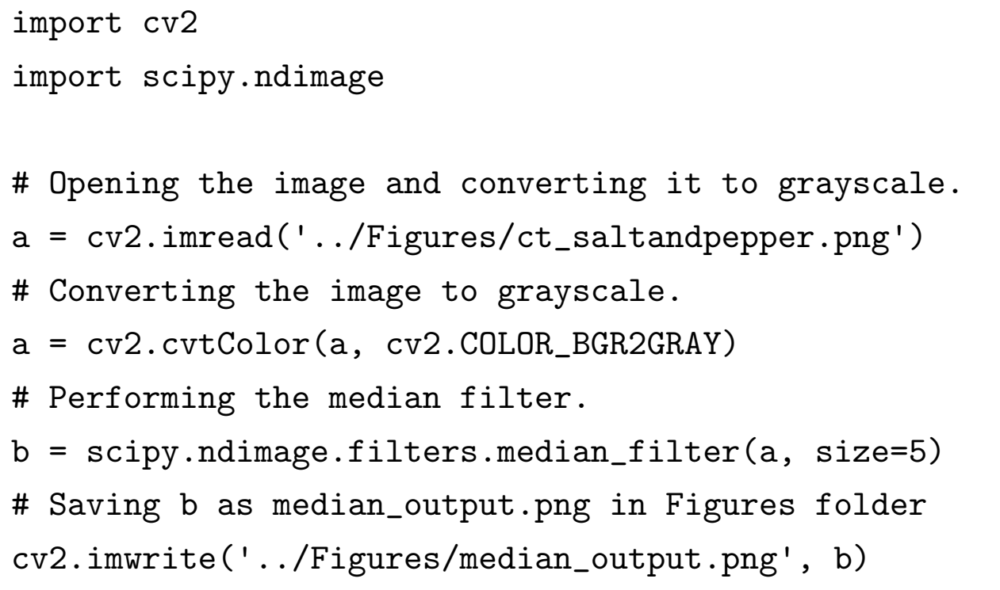 import cv2
import scipy.ndimage
# Opening the image and converting it to grayscale.
a = cv2.imread('../Figures/ct_saltandpepper.png')
# Converting the image to grayscale.
a = cv2.cvtColor(a, cv2.COLOR_BGR2GRAY)
# Performing the median filter.
b = scipy.ndimage.filters.median_filter(a, size=5)
# Saving b as median_output.png in Figures folder
cv2.imwrite('../Figures/median_output.png', b)